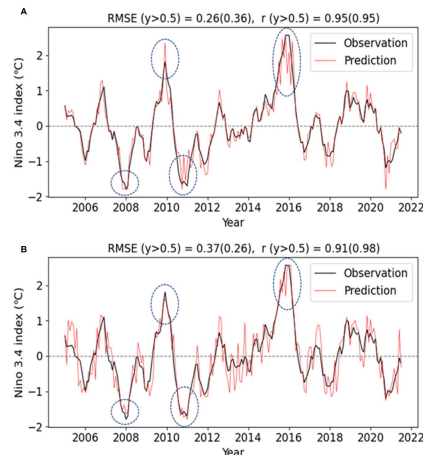 A
RMSE (y>0.5) = 0.26(0.36), r (y>0.5) = 0.95(0.95)
Observation
Prediction
Nino 3.4 index (°C)
2
1
0
−1
−2
2006 2008 2010 2012 2014 2016 2018 2020 2022
Year
B
RMSE (y>0.5) = 0.37(0.26), r (y>0.5) = 0.91(0.98)
Observation
Prediction
Nino 3.4 index (°C)
3
2
1
0
−1
−2
2006 2008 2010 2012 2014 2016 2018 2020 2022
Year